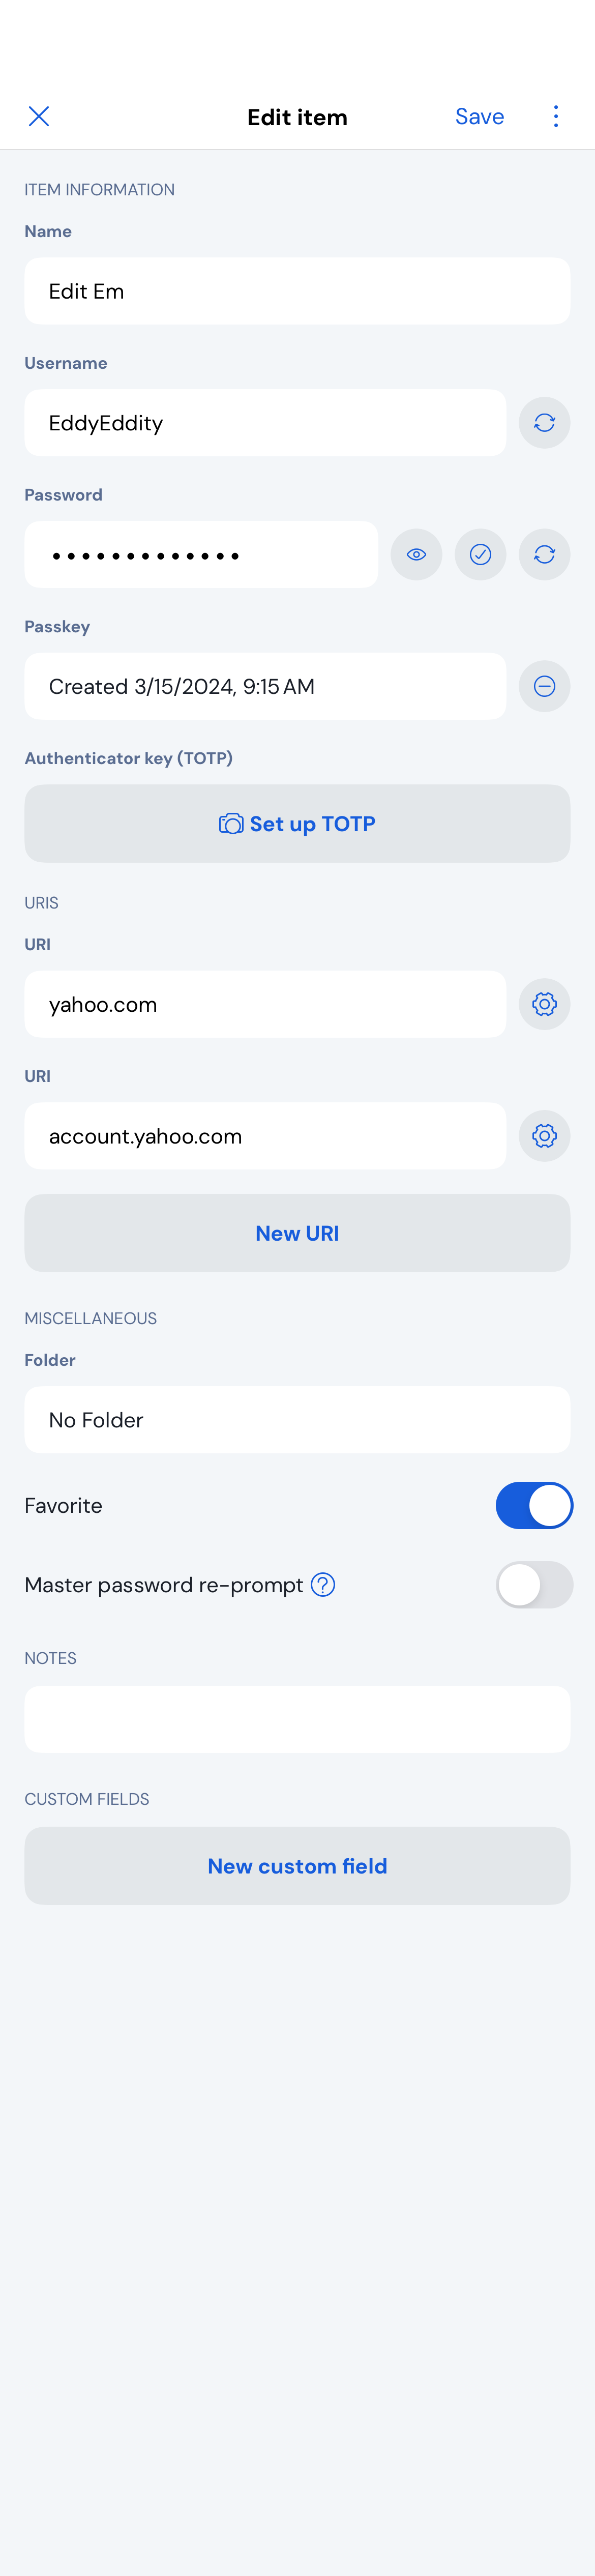 Edit item
Save
ITEM INFORMATION
Name
Edit Em
Username
EddyEddity
Password
•••••••••••••
Passkey
Created 3/15/2024, 9:15 AM
Authenticator key (TOTP)
Set up TOTP
URIS
URI
yahoo.com
URI
account.yahoo.com
New URI
MISCELLANEOUS
Folder
No Folder
Favorite
Master password re-prompt
NOTES
CUSTOM FIELDS
New custom field